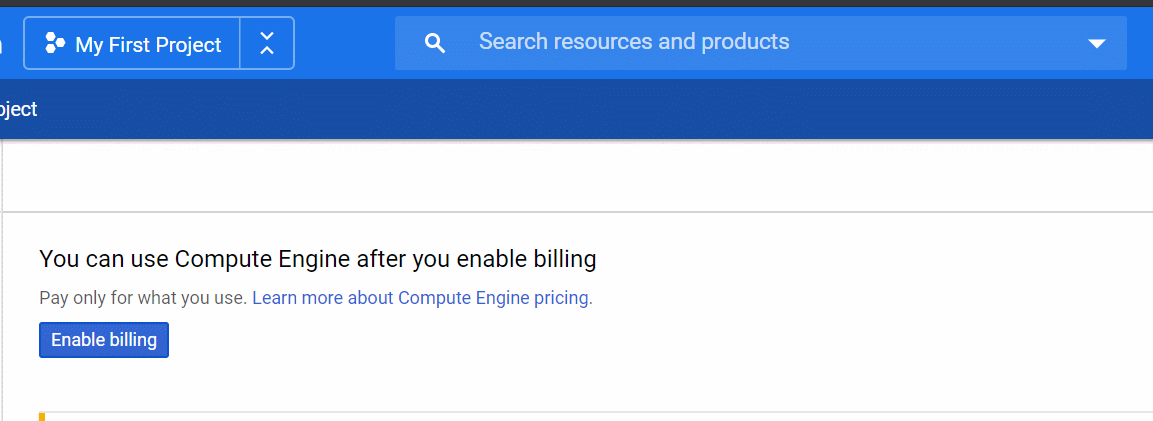 My First Project
Search resources and products
oject
You can use Compute Engine after you enable billing
Pay only for what you use. Learn more about Compute Engine pricing.
Enable billing